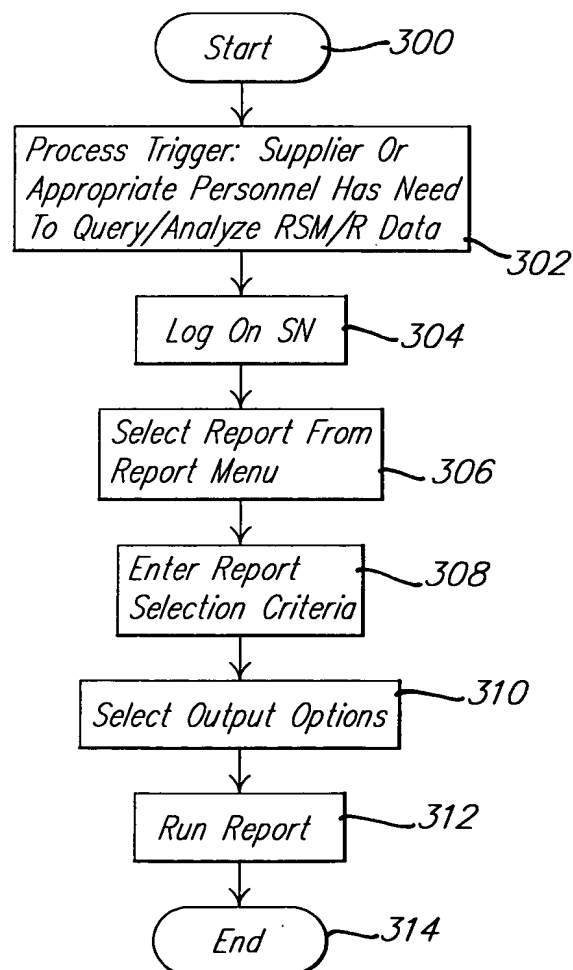 Start
300
Process Trigger: Supplier Or
Appropriate Personnel Has Need
To Query/Analyze RSM/R Data
302
Log On SN
304
Select Report From
Report Menu
306
Enter Report
Selection Criteria
308
Select Output Options
310
Run Report
312
End
314